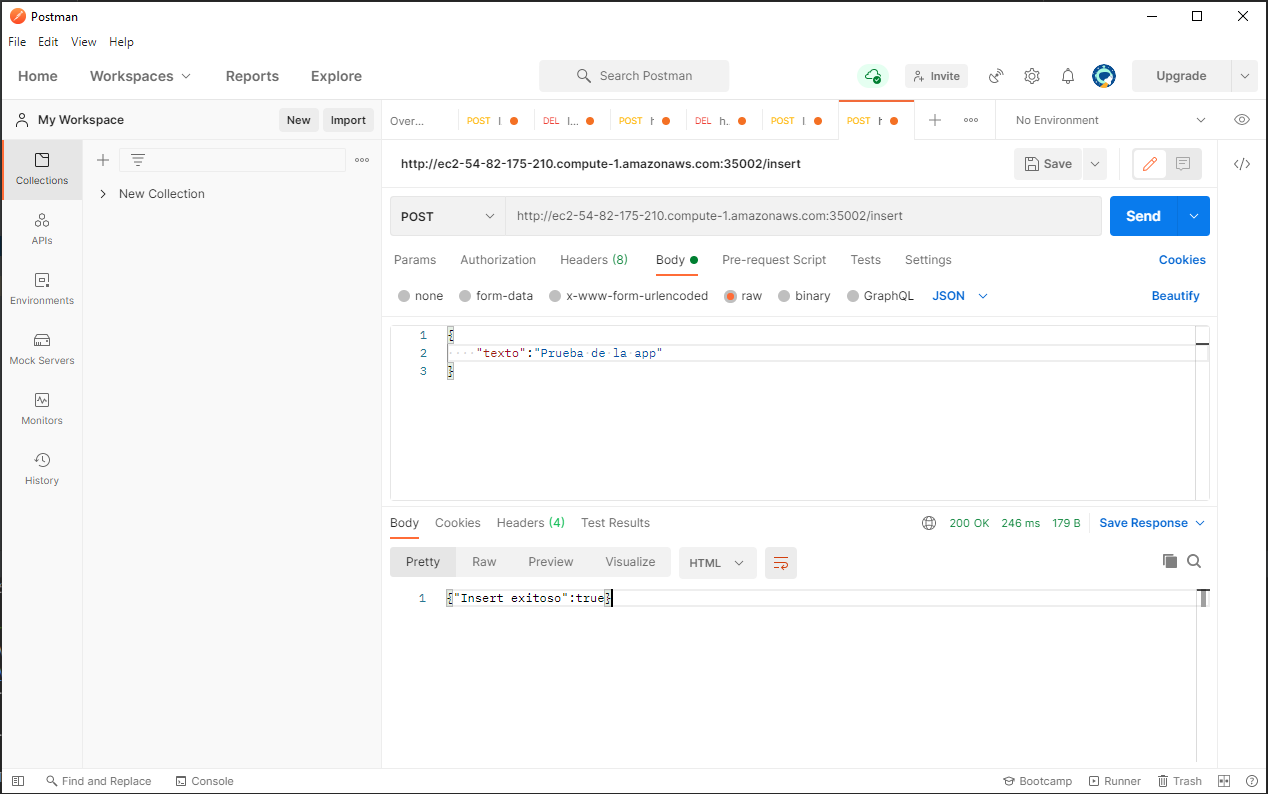 Postman
File Edit View Help
Home Workspaces Reports Explore Search Postman Invite Upgrade
My Workspace New Import
Over... POST DEL POST DEL h... POST POST No Environment
http://ec2-54-82-175-210.compute-1.amazonaws.com:35002/insert Save
Collections
New Collection
APIs
Environments
Mock Servers
Monitors
History
POST http://ec2-54-82-175-210.compute-1.amazonaws.com:35002/insert Send
Params Authorization Headers (8) Body Pre-request Script Tests Settings Cookies
none form-data x-www-form-urlencoded raw binary GraphQL JSON Beautify
1 {
2 "texto":"Prueba de la app"
3 }
Body Cookies Headers (4) Test Results 200 OK 246 ms 179 B Save Response
Pretty Raw Preview Visualize HTML
1 {"Insert exitoso":true}
Find and Replace Console Bootcamp Runner Trash